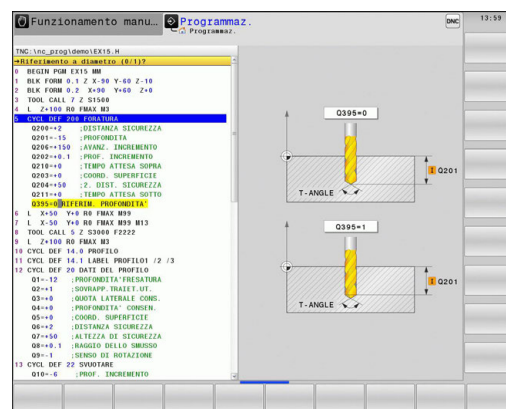 Funzionamento manu...
Programmaz.
Programmaz.
DNC
13:59
TNC:\nc_prog\demo\EX15.H
→Riferimento a diametro (0/1)?
0 BEGIN PGM EX15 MM
1 BLK FORM 0.1 Z X-90 Y-60 Z-10
2 BLK FORM 0.2 X+90 Y+60 Z+0
3 TOOL CALL 7 Z S1500
4 L Z+100 R0 FMAX M3
5 CYCL DEF 200 FORATURA
Q200=+2 ;DISTANZA SICUREZZA
Q201=-15 ;PROFONDITA
Q206=+150 ;AVANZ. INCREMENTO
Q202=+0.1 ;PROF. INCREMENTO
Q210=+0 ;TEMPO ATTESA SOPRA
Q203=+0 ;COORD. SUPERFICIE
Q204=+50 ;2. DIST. SICUREZZA
Q211=+0 ;TEMPO ATTESA SOTTO
Q395=0 RIFERIM. PROFONDITA'
6 L X+50 Y+0 R0 FMAX M99
7 L X-50 Y+0 R0 FMAX M99 M13
8 TOOL CALL 5 Z S3000 F2222
9 L Z+100 R0 FMAX M3
10 CYCL DEF 14.0 PROFILO
11 CYCL DEF 14.1 LABEL PROFILO1 /2 /3
12 CYCL DEF 20 DATI DEL PROFILO
Q1=-12 ;PROFONDITA'FRESATURA
Q2=+1 ;SOVRAPP.TRAIET.UT.
Q3=+0 ;QUOTA LATERALE CONS.
Q4=+0 ;PROFONDITA' CONSEN.
Q5=+0 ;COORD. SUPERFICIE
Q6=+2 ;DISTANZA SICUREZZA
Q7=+50 ;ALTEZZA DI SICUREZZA
Q8=+0.1 ;RAGGIO DELLO SMUSSO
Q9=-1 ;SENSO DI ROTAZIONE
13 CYCL DEF 22 SVUOTARE
Q10=-6 ;PROF. INCREMENTO
Q395=0
I Q201
T-ANGLE
Q395=1
I Q201
T-ANGLE